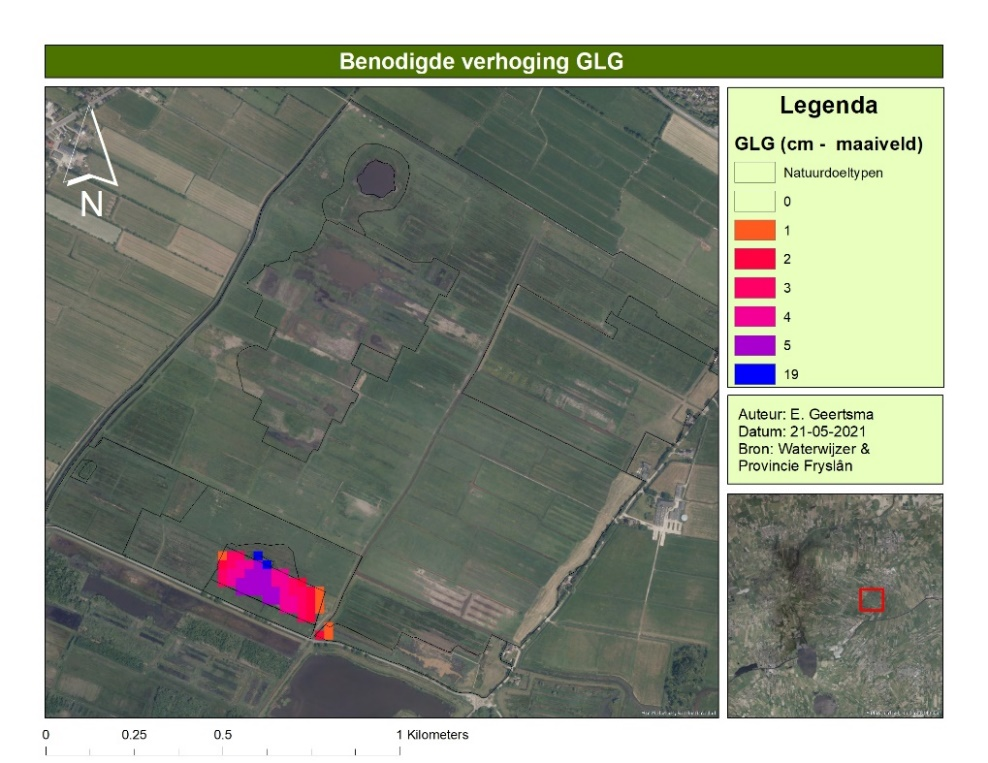 Benodigde verhoging GLG
N
Legenda
GLG (cm - maaiveld)
Natuurdoeltypen
0
1
2
3
4
5
19
Auteur: E. Geertsma
Datum: 21-05-2021
Bron: Waterwijzer &
Provincie Fryslân
0
0.25
0.5
1 Kilometers